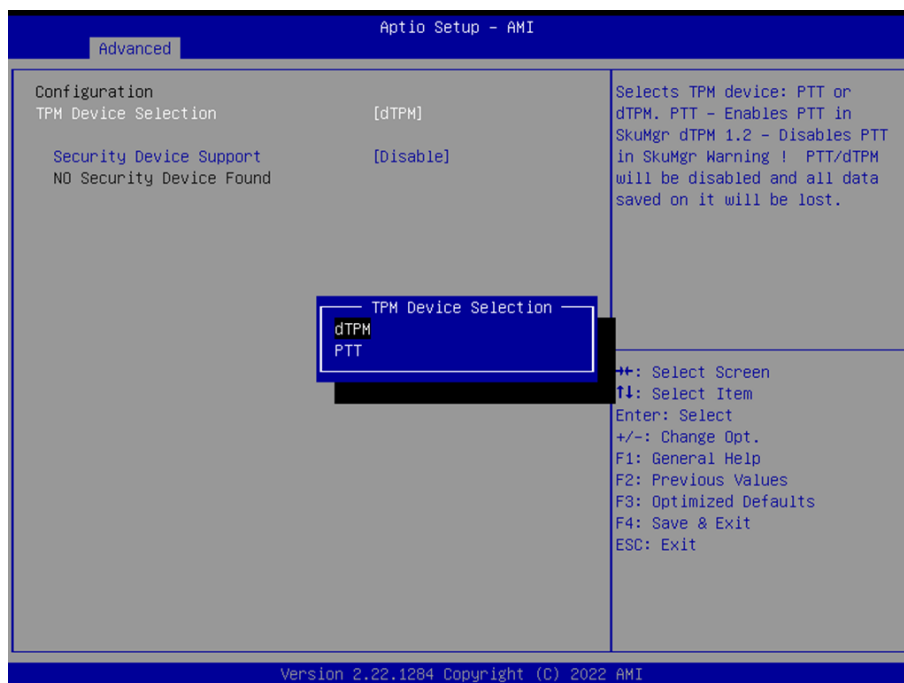 Aptio Setup – AMI
Advanced
Configuration
TPM Device Selection [dTPM]
Security Device Support [Disable]
NO Security Device Found
Selects TPM device: PTT or
dTPM. PTT – Enables PTT in
SkuMgr dTPM 1.2 – Disables PTT
in SkuMgr Warning ! PTT/dTPM
will be disabled and all data
saved on it will be lost.
TPM Device Selection
dTPM
PTT
→←: Select Screen
↑↓: Select Item
Enter: Select
+/-: Change Opt.
F1: General Help
F2: Previous Values
F3: Optimized Defaults
F4: Save & Exit
ESC: Exit
Version 2.22.1284 Copyright (C) 2022 AMI